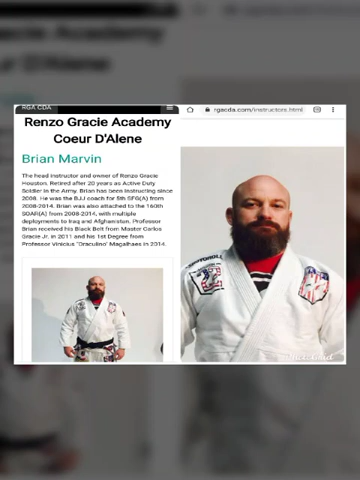 RGA CDA
rgacda.com/instructors.html
Renzo Gracie Academy
Coeur D'Alene
Brian Marvin
The head instructor and owner of Renzo Gracie
Houston. Retired after 20 years as Active Duty
Soldier in the Army. Brian has been instructing since
2008. He was the BJJ coach for 5th SFG(A) from
2008-2014. Brian was also attached to the 160th
SOAR(A) from 2008-2014, with multiple
deployments to Iraq and Afghanistan. Professor
Brian received his Black Belt from Master Carlos
Gracie Jr. in 2011 and his 1st Degree from
Professor Vinicius "Draculino" Magalhaes in 2014.